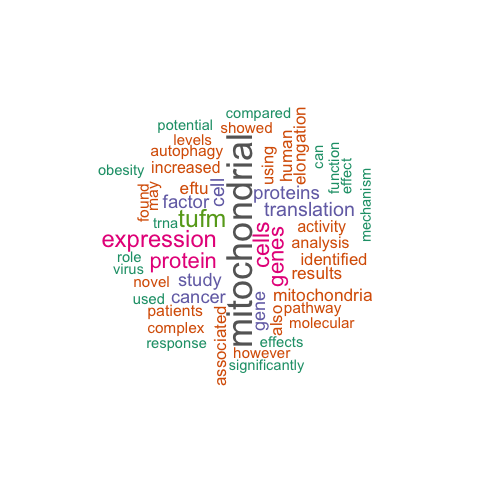 compared
potential
showed
levels
autophagy
increased
obesity
using
human
elongation
can
function
effect
mechanism
found
may
eftu
cell
factor
proteins
translation
trna
tufm
mitochondrial
cells
genes
activity
analysis
expression
role
virus
protein
identified
results
novel
study
used
cancer
gene
also
mitochondria
pathway
patients
molecular
complex
associated
response
effects
however
significantly